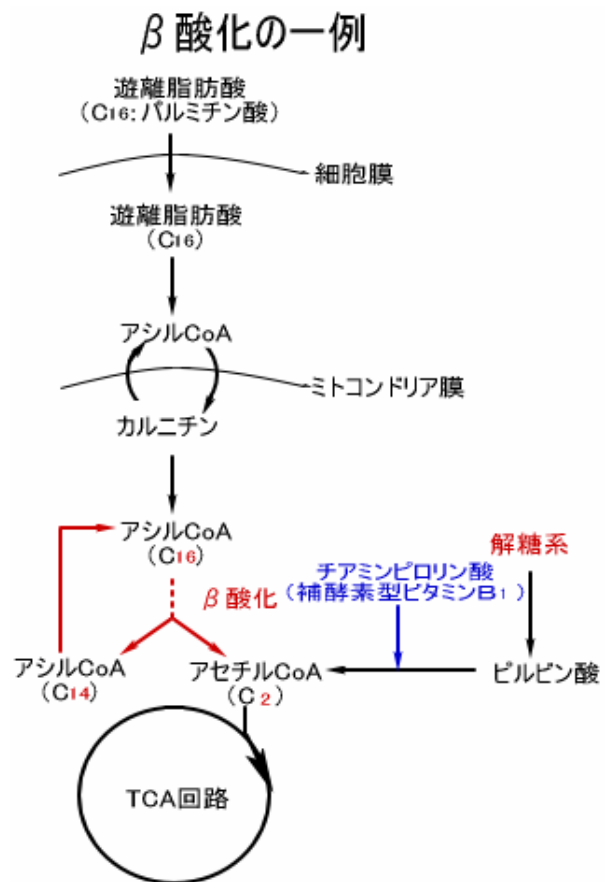 β酸化の一例
遊離脂肪酸
(C16:パルミチン酸)
細胞膜
遊離脂肪酸
(C16)
アシルCoA
ミトコンドリア膜
カルニチン
アシルCoA
(C16)
解糖系
チアミンピロリン酸
(補酵素型ビタミンB1)
β酸化
アシルCoA
(C14)
アセチルCoA
(C2)
ピルビン酸
TCA回路